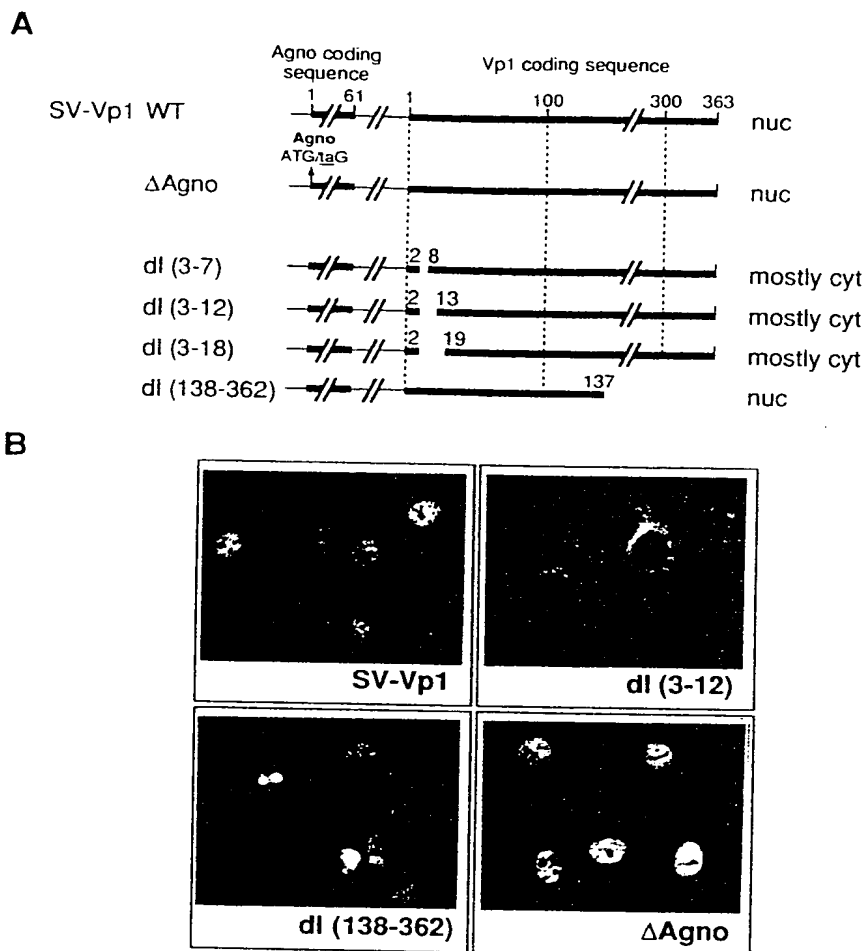 A
Agno coding
sequence
Vp1 coding sequence
1 61 1 100 300 363
SV-Vp1 WT nuc
Agno
ATG/taG
ΔAgno nuc
dl (3-7) 2 8 mostly cyt
dl (3-12) 2 13 mostly cyt
dl (3-18) 2 19 mostly cyt
dl (138-362) 137 nuc
B
SV-Vp1
dl (3-12)
dl (138-362)
ΔAgno